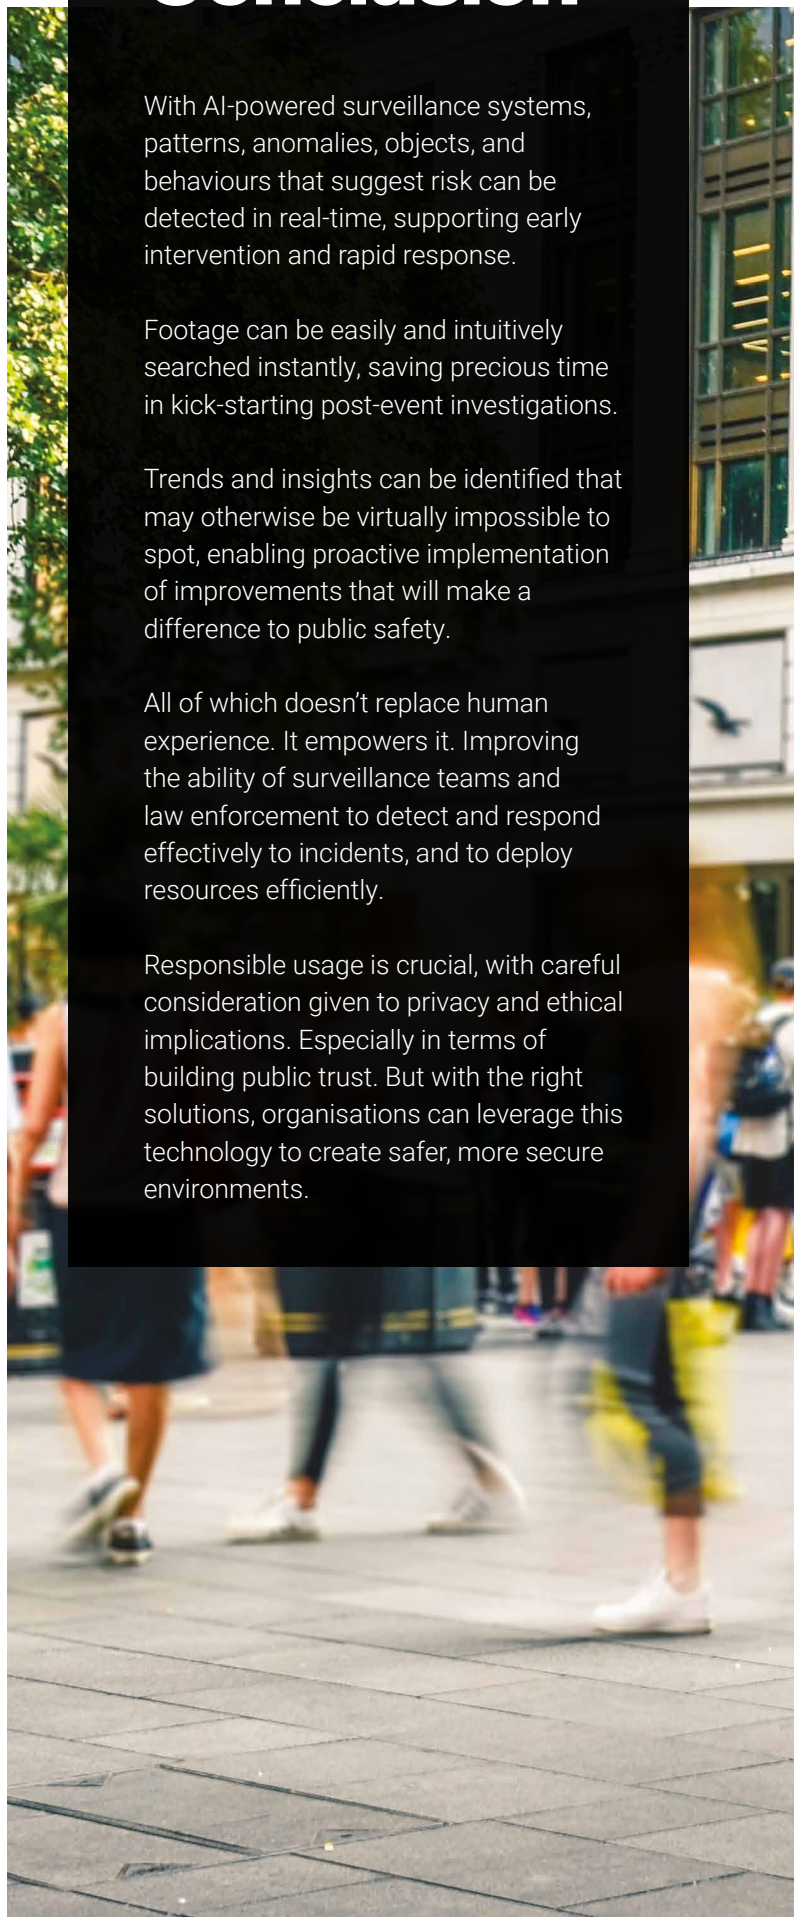 Conclusion
With AI-powered surveillance systems,
patterns, anomalies, objects, and
behaviours that suggest risk can be
detected in real-time, supporting early
intervention and rapid response.
Footage can be easily and intuitively
searched instantly, saving precious time
in kick-starting post-event investigations.
Trends and insights can be identified that
may otherwise be virtually impossible to
spot, enabling proactive implementation
of improvements that will make a
difference to public safety.
All of which doesn’t replace human
experience. It empowers it. Improving
the ability of surveillance teams and
law enforcement to detect and respond
effectively to incidents, and to deploy
resources efficiently.
Responsible usage is crucial, with careful
consideration given to privacy and ethical
implications. Especially in terms of
building public trust. But with the right
solutions, organisations can leverage this
technology to create safer, more secure
environments.